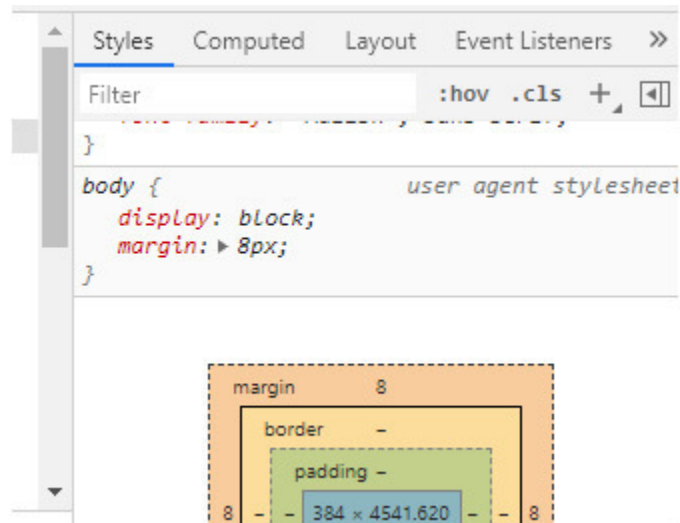 Styles Computed Layout Event Listeners »
Filter :hov .cls +
}
body { user agent stylesheet
display: block;
margin: ▶ 8px;
}
margin 8
border –
padding –
8 – – 384 × 4541.620 – – 8